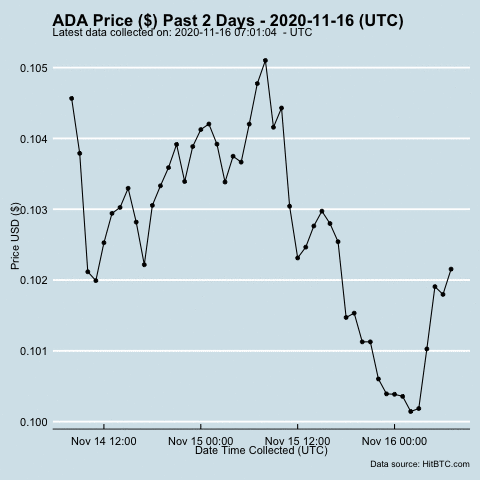 ADA Price ($) Past 2 Days - 2020-11-16 (UTC)
Latest data collected on: 2020-11-16 07:01:04  - UTC
0.105
0.104
0.103
0.102
0.101
0.100
Price USD ($)
Nov 14 12:00 Nov 15 00:00 Nov 15 12:00 Nov 16 00:00
Date Time Collected (UTC)
Data source: HitBTC.com